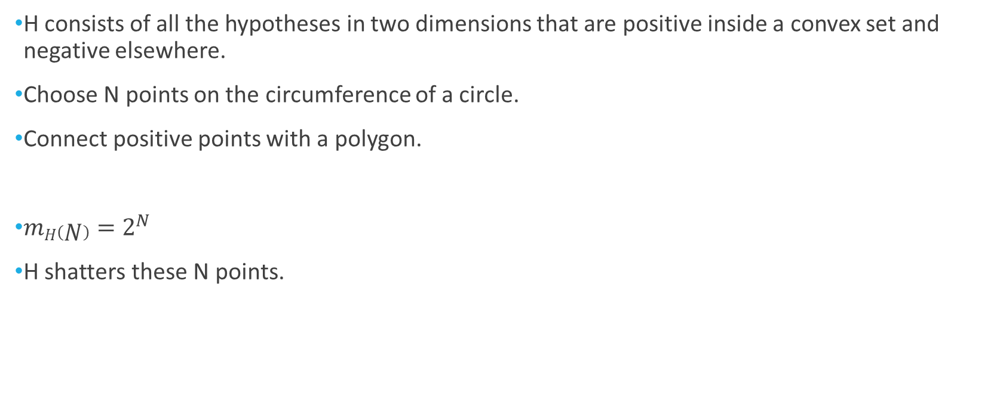 •H consists of all the hypotheses in two dimensions that are positive inside a convex set and
negative elsewhere.
•Choose N points on the circumference of a circle.
•Connect positive points with a polygon.
•m_{H(N)} = 2^N
•H shatters these N points.